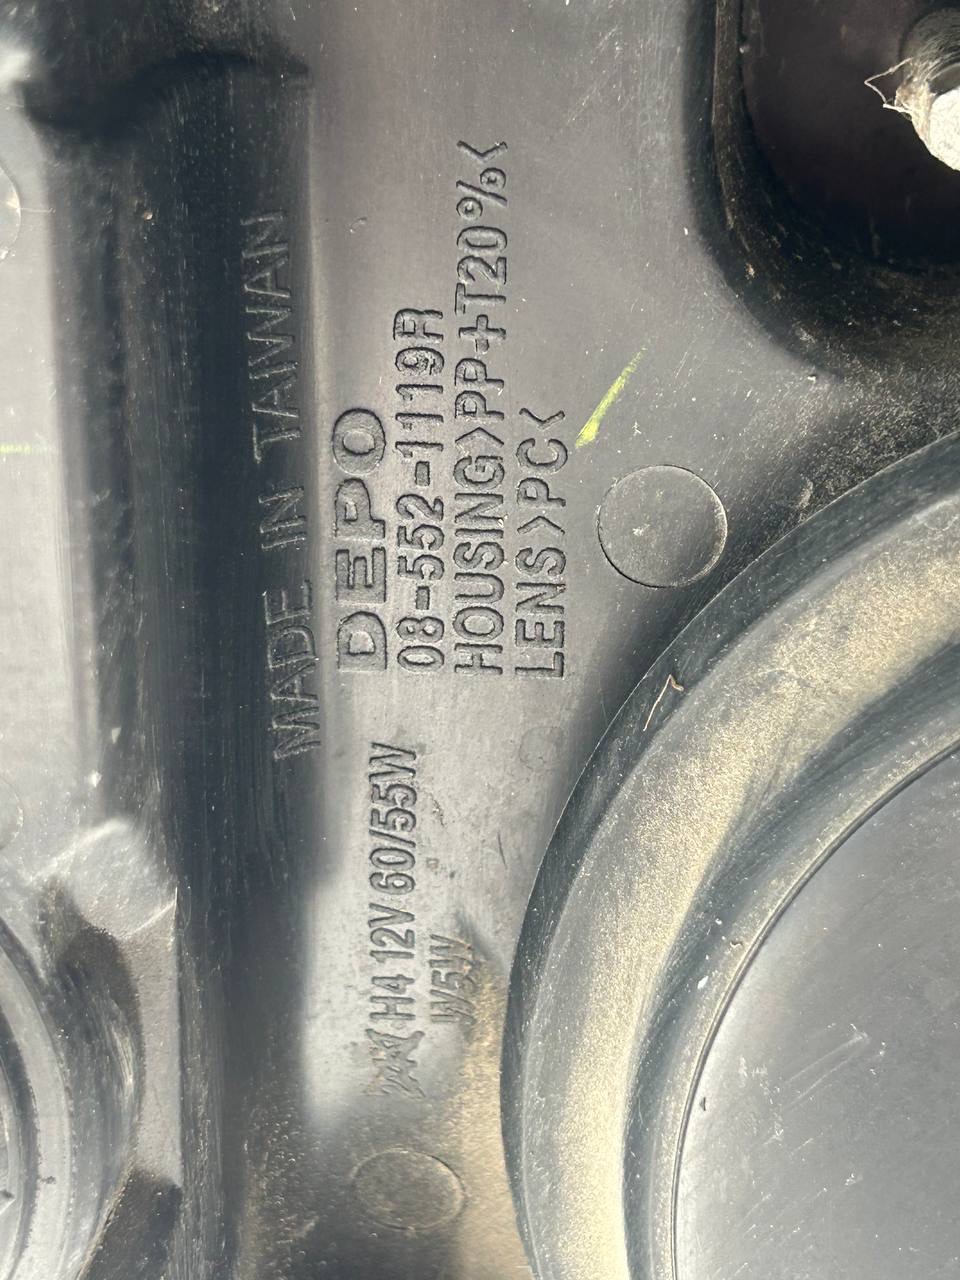 MADE IN TAIWAN
DEPO
08-552-1119R
HOUSING>PP+T20%<
LENS>PC<
H4 12V 60/55W
W5W